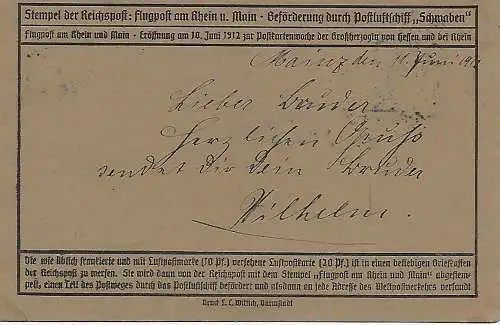 Stempel der Reichspost: Flugpost am Rhein u. Main - Beförderung durch Postluftschiff „Schwaben“
Flugpost am Rhein und Main - Eröffnung am 10. Juni 1912 zur Postkartenwoche der Großherzogin von Hessen und bei Rhein
Mainz den 11. Juni 1912
Lieber Bruder
Herzlichen Gruß
sendet dir dein Bruder
Wilhelm.
Die wie üblich frankierte und mit Luftpostmarke (10 Pf.) versehene Luftpostkarte (20 Pf.) ist in einen beliebigen Briefkasten
der Reichspost zu werfen. Sie wird dann von der Reichspost mit dem Stempel „Flugpost am Rhein und Main“ abgestem-
pelt, einen Teil des Postweges durch das Postluftschiff befördert und alsdann an jede Adresse des Weltpostverkehrs versandt
Druck L. C. Wittich, Darmstadt